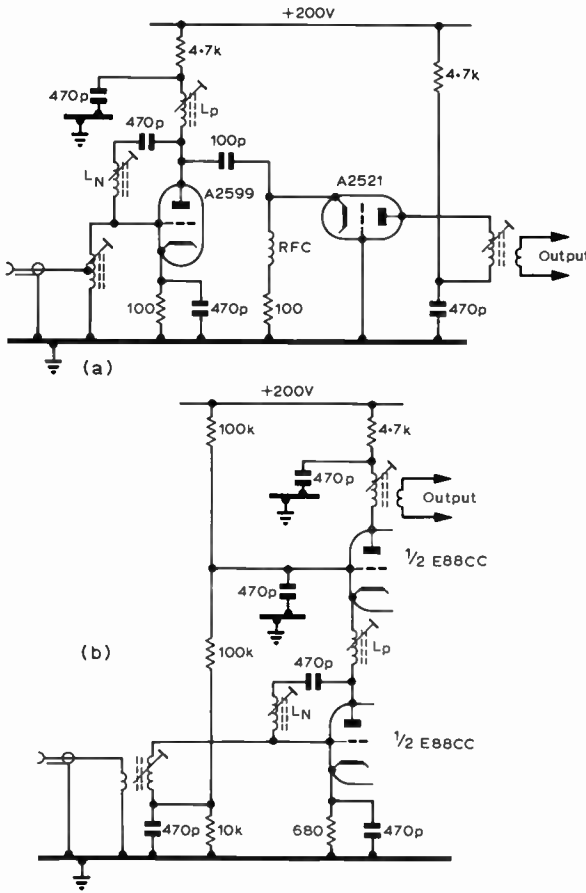 +200V
4·7k
4·7k
470p
Lp
470p
100p
LN
A2599
A2521
RFC
Output
100
470p
100
470p
(a)
+200V
100k
4·7k
470p
Output
1/2 E88CC
470p
100k
Lp
(b)
470p
LN
1/2 E88CC
470p
10k
680
470p